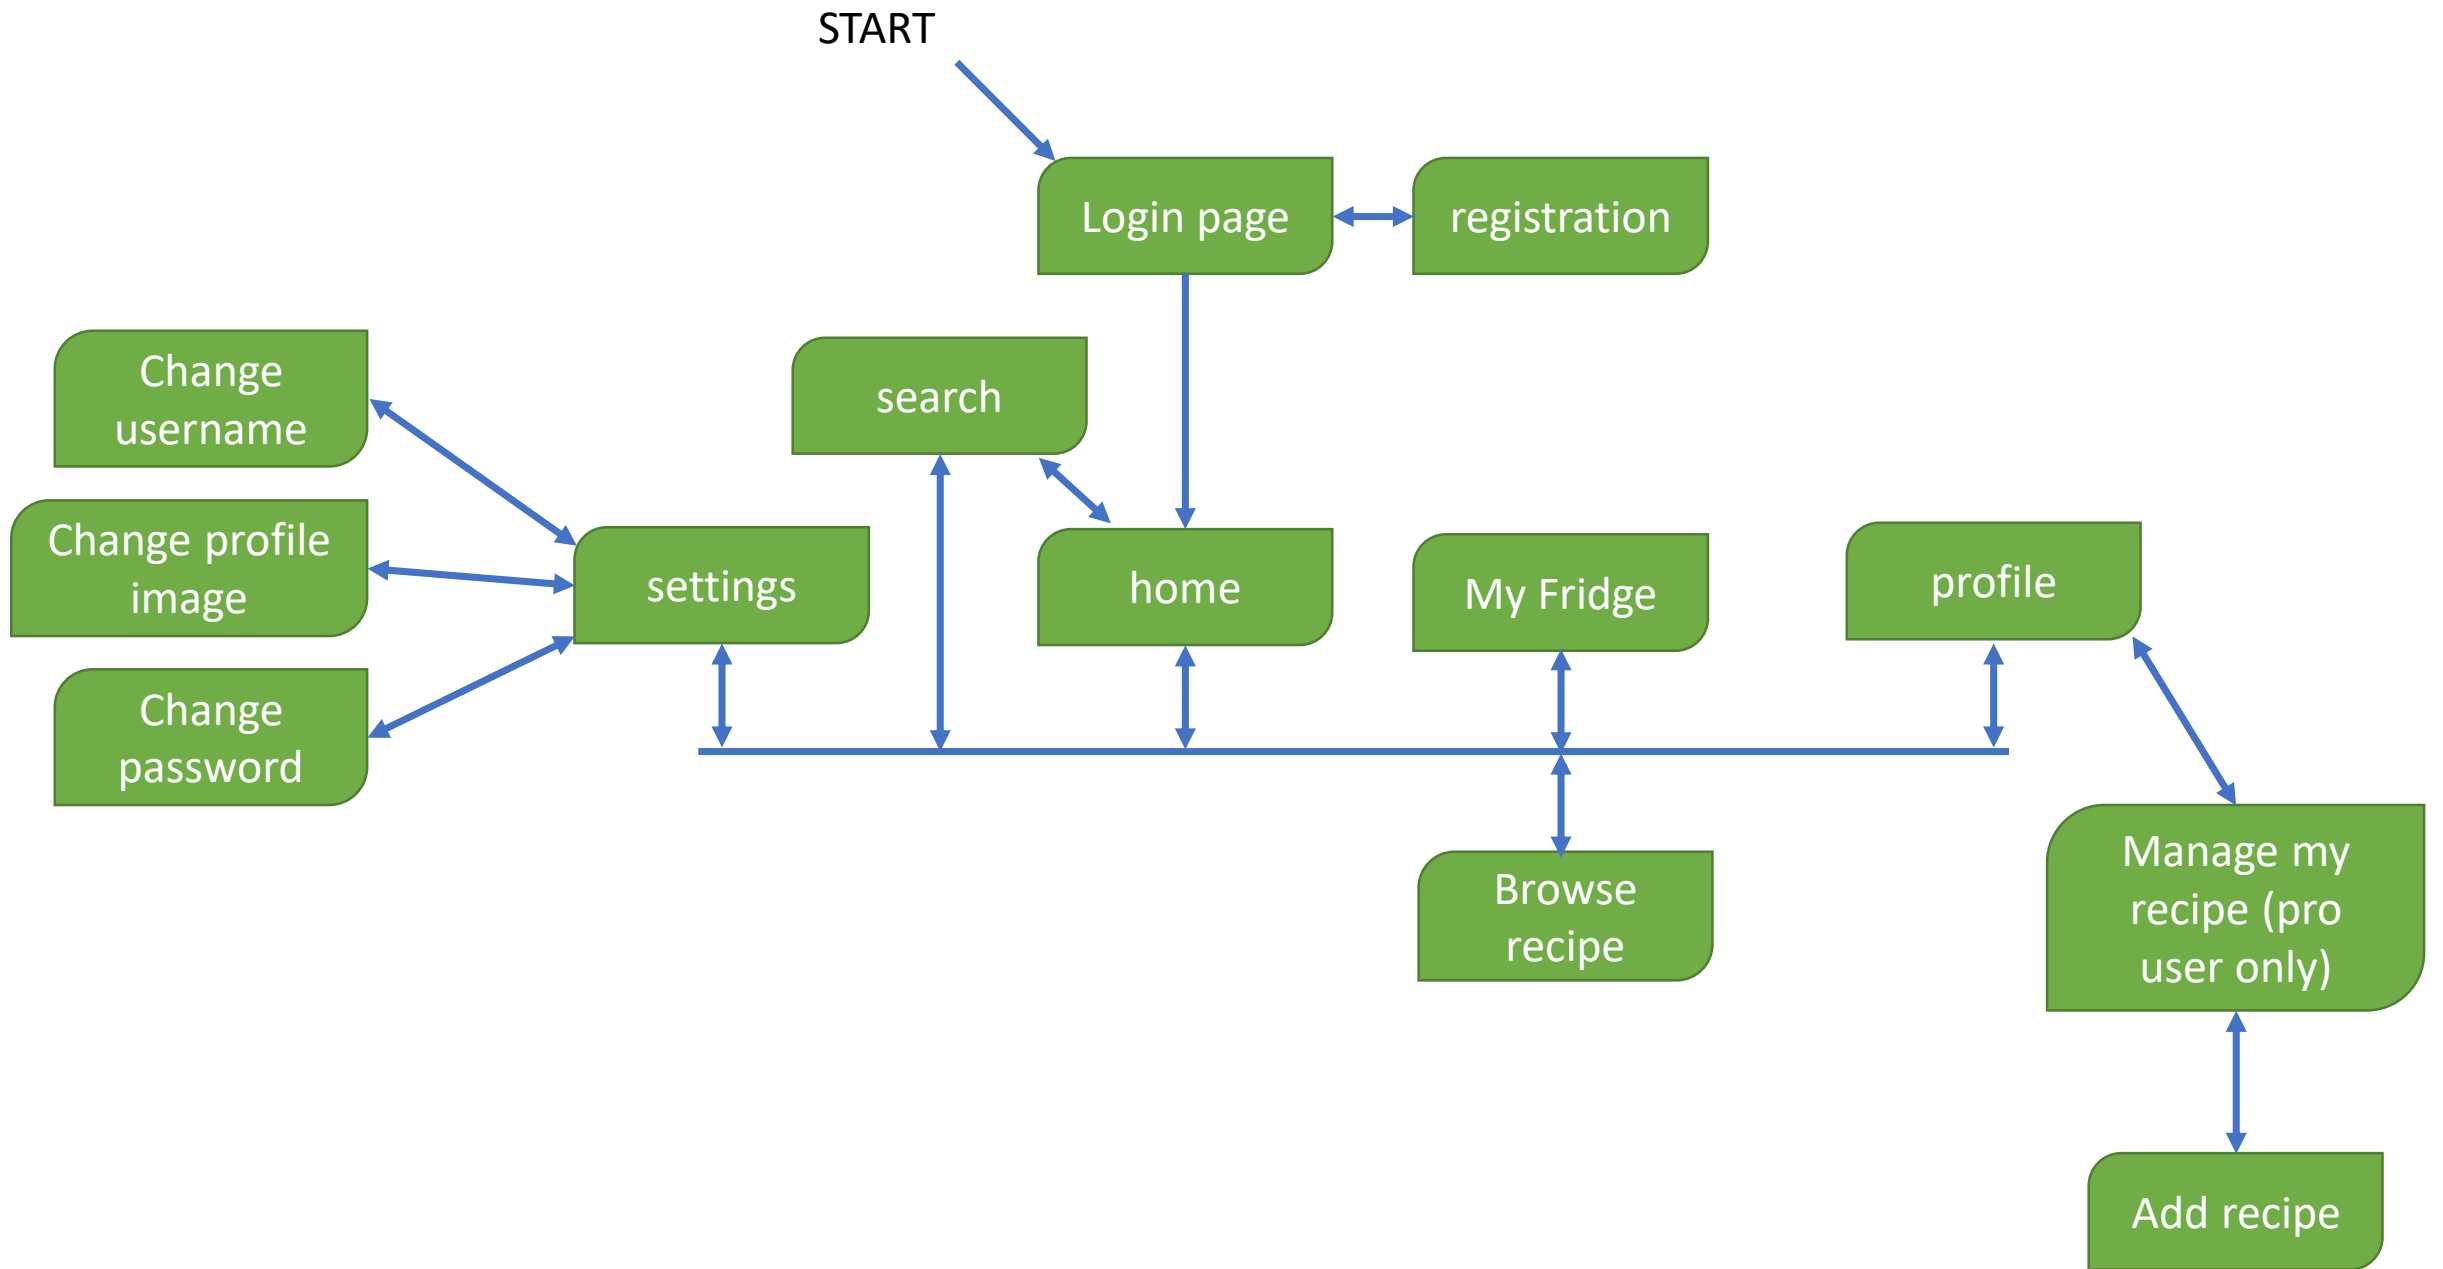 START
Login page
registration
Change
username
search
Change profile
image
settings
home
My Fridge
profile
Change
password
Browse
recipe
Manage my
recipe (pro
user only)
Add recipe